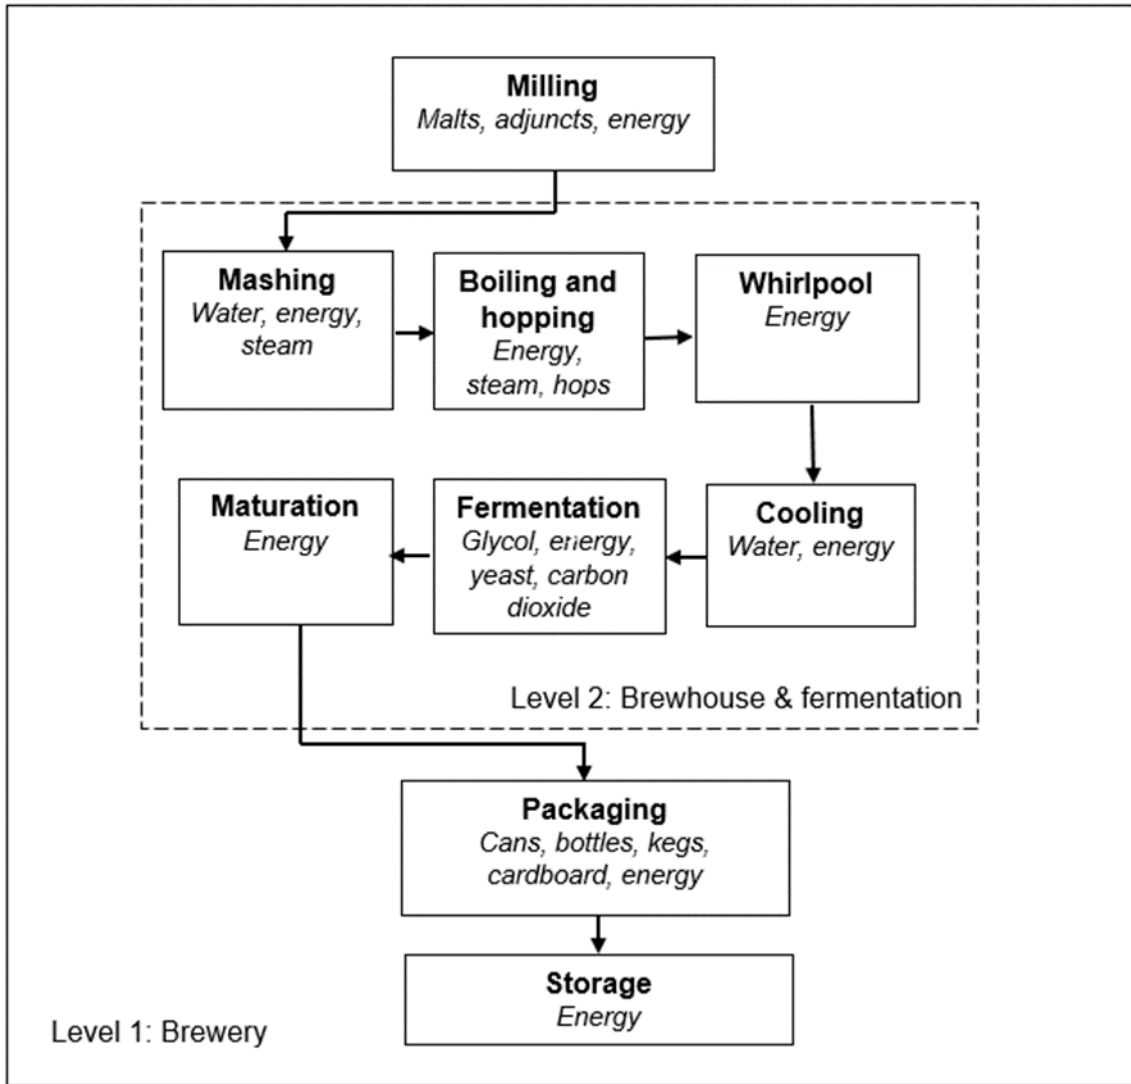 Milling
Malts, adjuncts, energy
Mashing
Water, energy,
steam
Boiling and
hopping
Energy,
steam, hops
Whirlpool
Energy
Maturation
Energy
Fermentation
Glycol, energy,
yeast, carbon
dioxide
Cooling
Water, energy
Level 2: Brewhouse & fermentation
Packaging
Cans, bottles, kegs,
cardboard, energy
Storage
Energy
Level 1: Brewery